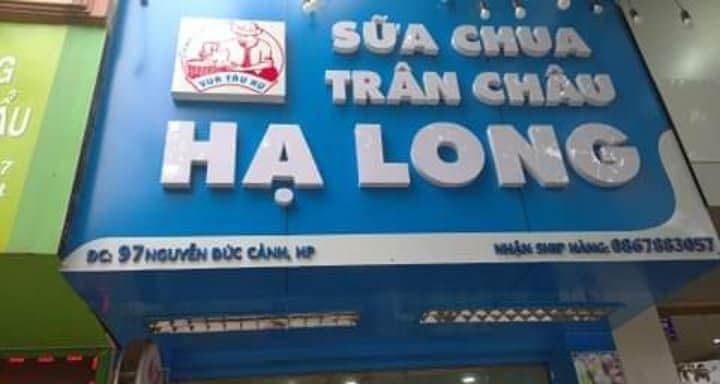 SỮA CHUA
TRÂN CHÂU
HẠ LONG
VUA TÀU HŨ
ĐC: 97 NGUYỄN ĐỨC CẢNH, HP
NHẬN SHIP HÀNG: 0867883057